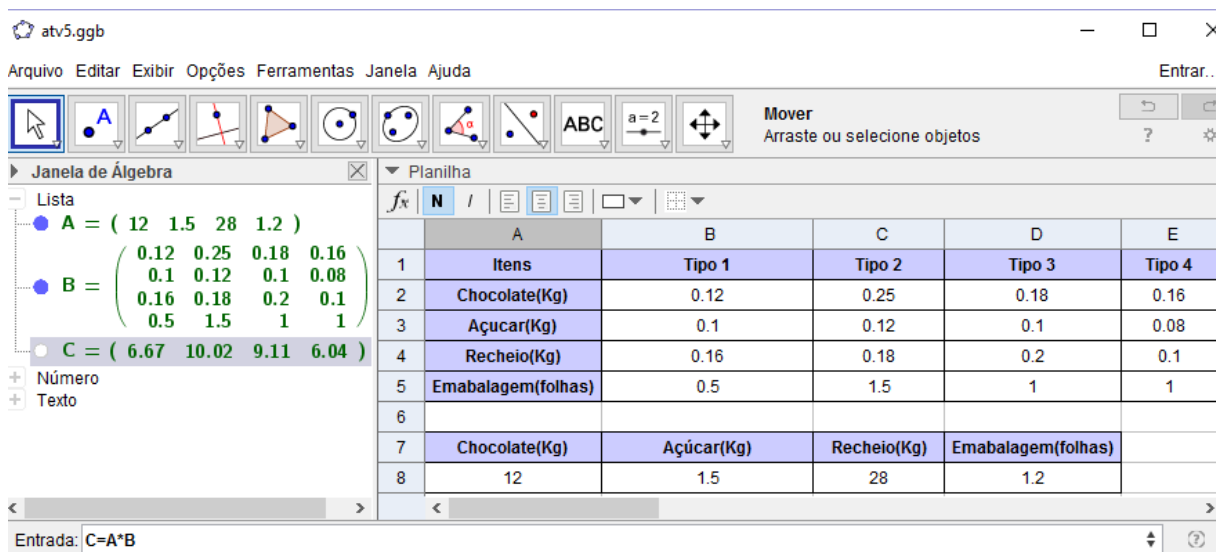 atv5.ggb
Arquivo Editar Exibir Opções Ferramentas Janela Ajuda
Entrar..
A
α
ABC
a=2
Mover
Arraste ou selecione objetos
?
Janela de Álgebra
Lista
A = ( 12 1.5 28 1.2 )
B =
0.12 0.25 0.18 0.16
0.1 0.12 0.1 0.08
0.16 0.18 0.2 0.1
0.5 1.5 1 1
C = ( 6.67 10.02 9.11 6.04 )
Número
Texto
Planilha
fx N I
A B C D E
1 Itens Tipo 1 Tipo 2 Tipo 3 Tipo 4
2 Chocolate(Kg) 0.12 0.25 0.18 0.16
3 Açucar(Kg) 0.1 0.12 0.1 0.08
4 Recheio(Kg) 0.16 0.18 0.2 0.1
5 Emabalagem(folhas) 0.5 1.5 1 1
6
7 Chocolate(Kg) Açúcar(Kg) Recheio(Kg) Emabalagem(folhas)
8 12 1.5 28 1.2
Entrada: C=A*B
?